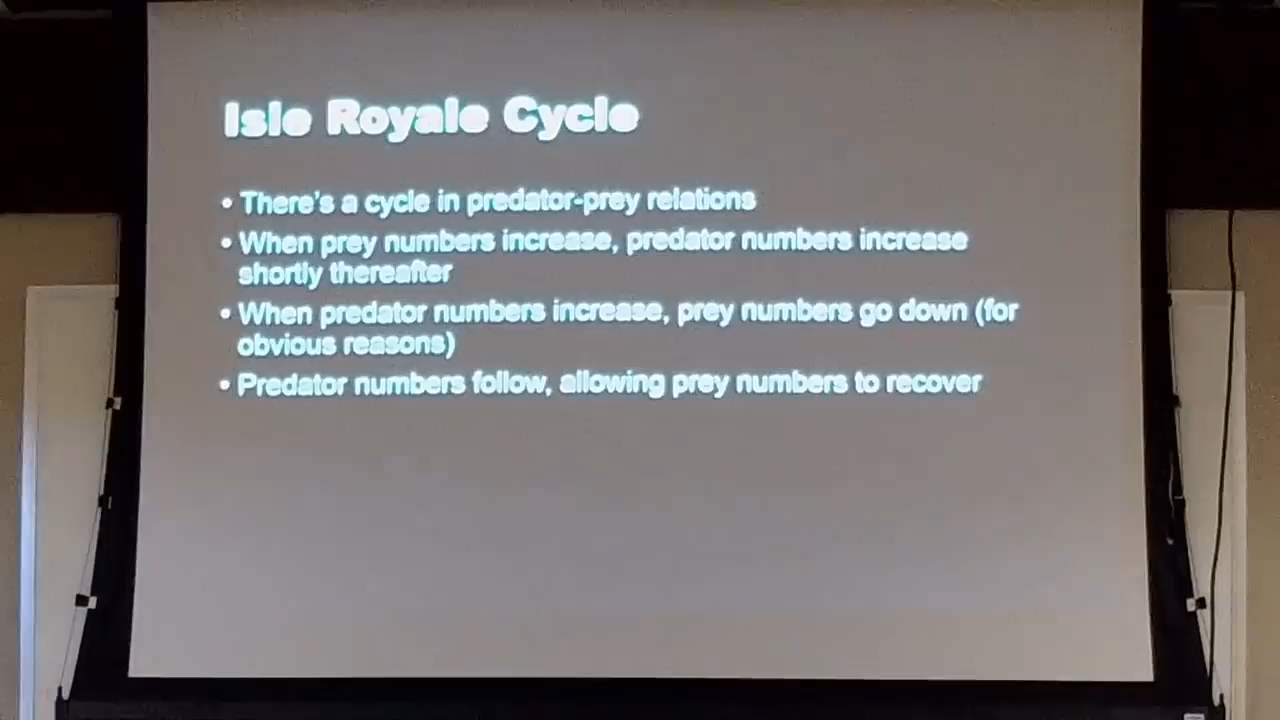 Isle Royale Cycle
• There's a cycle in predator-prey relations
• When prey numbers increase, predator numbers increase
shortly thereafter
• When predator numbers increase, prey numbers go down (for
obvious reasons)
• Predator numbers follow, allowing prey numbers to recover